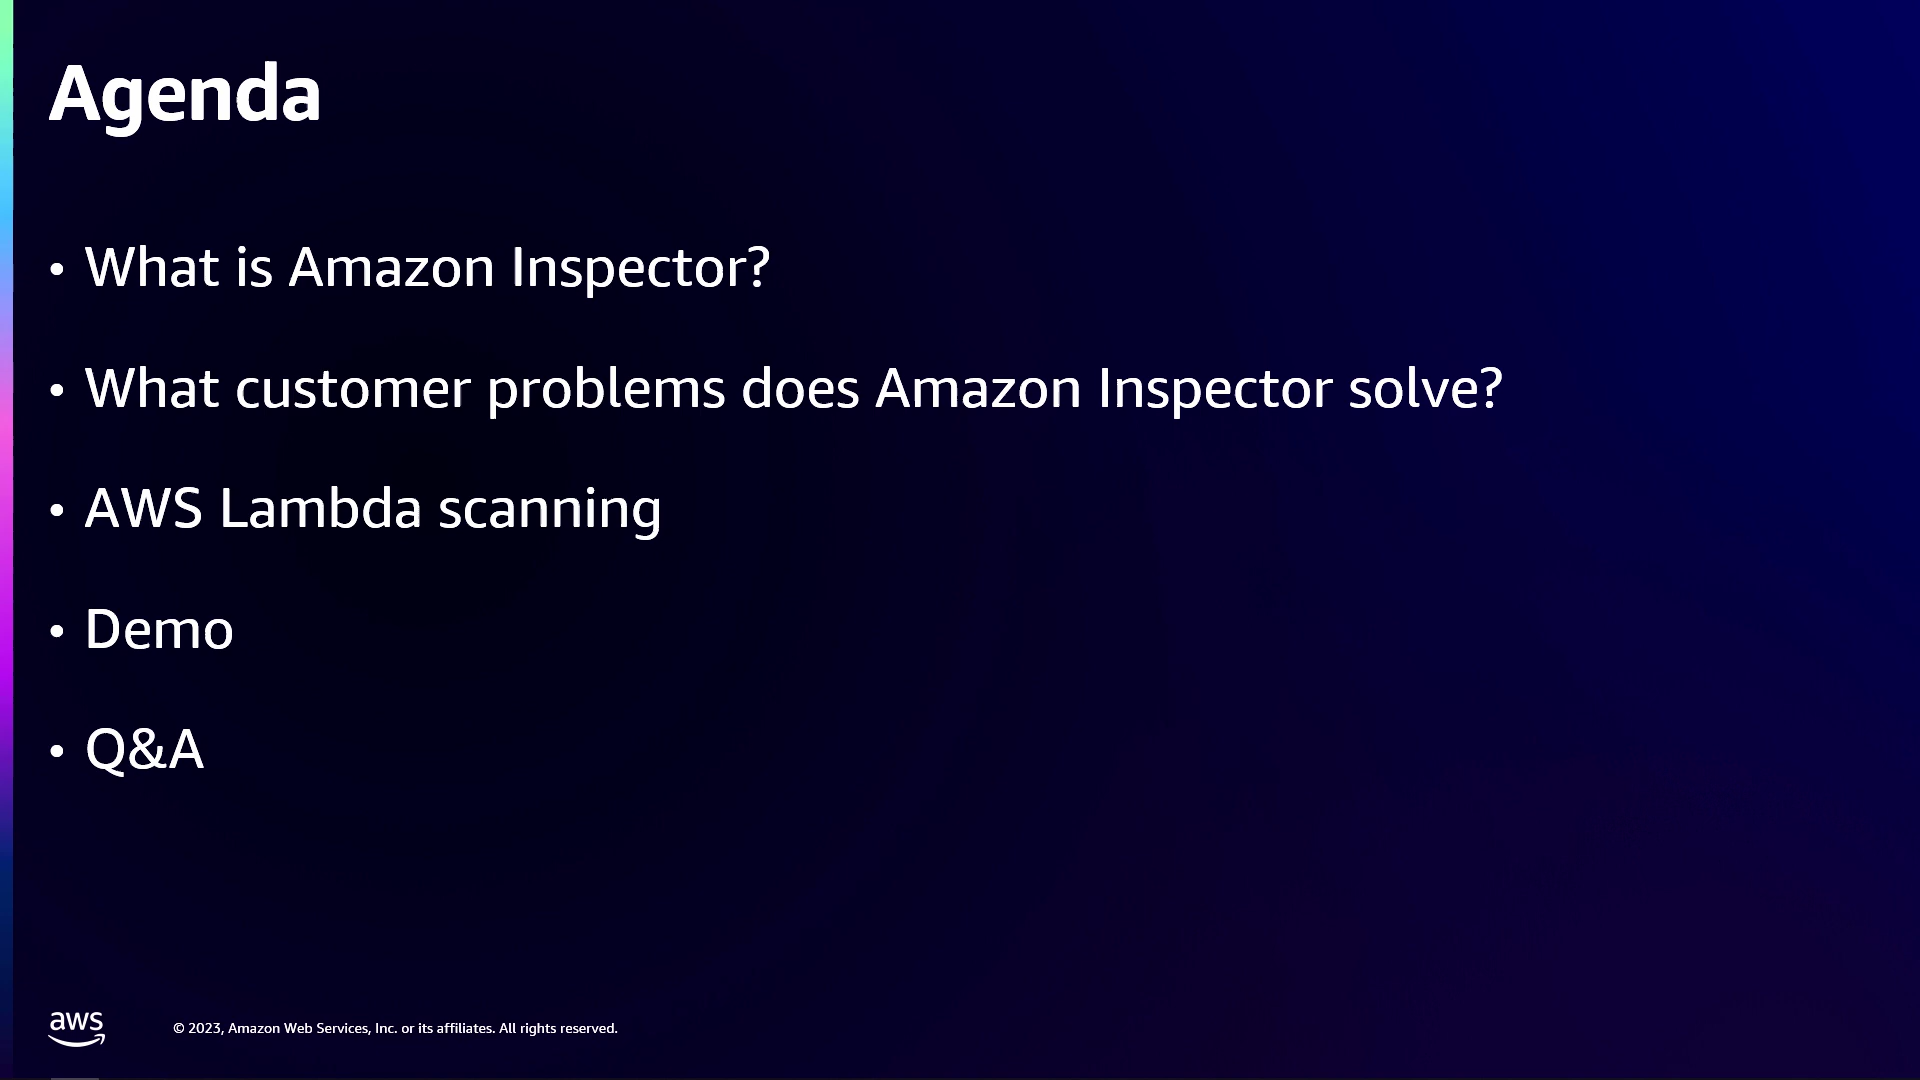 Agenda
• What is Amazon Inspector?
• What customer problems does Amazon Inspector solve?
• AWS Lambda scanning
• Demo
• Q&A
aws
© 2023, Amazon Web Services, Inc. or its affiliates. All rights reserved.